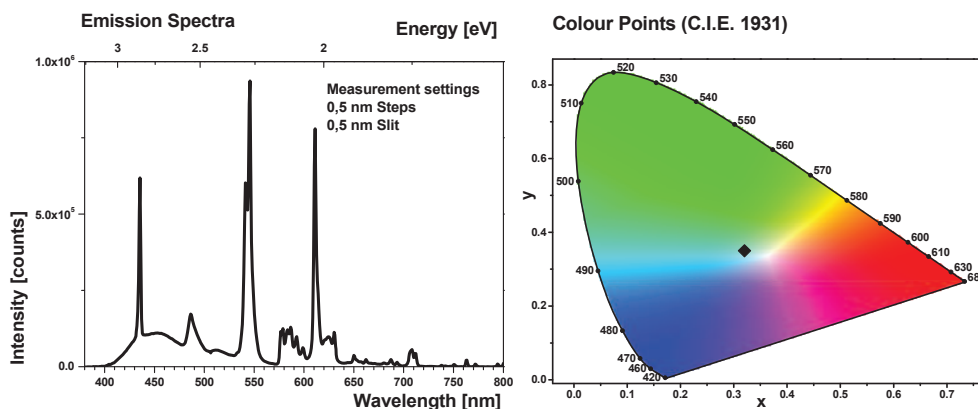 Emission Spectra
Energy [eV]
3 2.5 2
1.0x10⁶
5.0x10⁵
0.0
Intensity [counts]
Measurement settings
0,5 nm Steps
0,5 nm Slit
400 450 500 550 600 650 700 750 800
Wavelength [nm]
Colour Points (C.I.E. 1931)
0.8
0.6
0.4
0.2
0.0
y
520
530
510
540
550
560
570
500
580
590
600
610
490
630
68
480
470
460
420
0.0 0.1 0.2 0.3 0.4 0.5 0.6 0.7
x